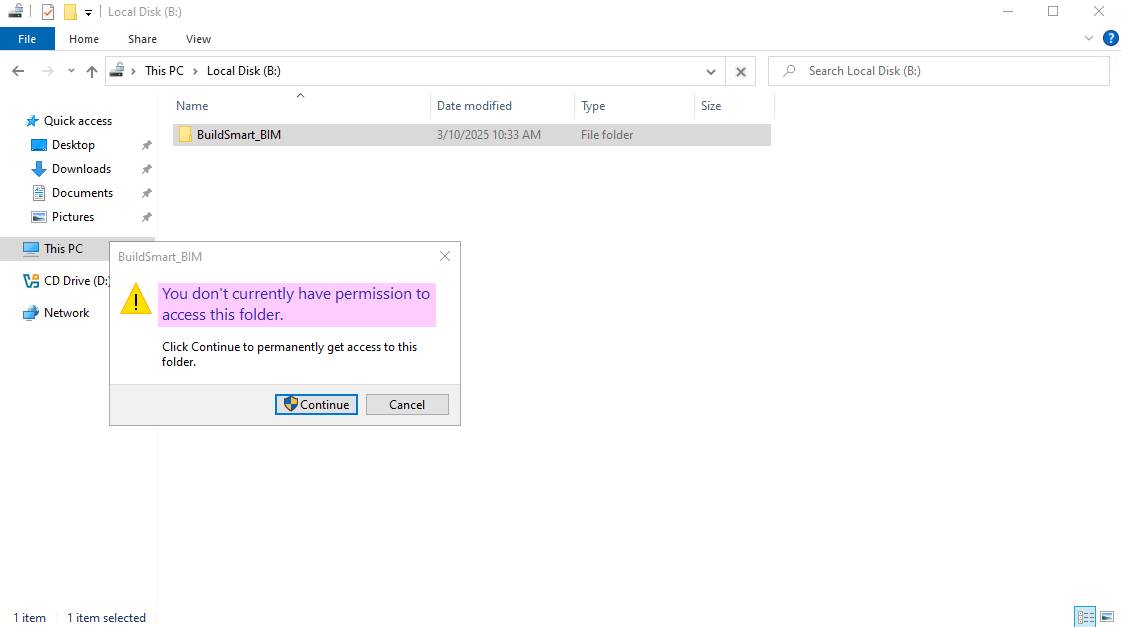 Local Disk (B:)
File Home Share View
This PC Local Disk (B:) Search Local Disk (B:)
Name Date modified Type Size
Quick access
BuildSmart_BIM 3/10/2025 10:33 AM File folder
Desktop
Downloads
Documents
Pictures
This PC
CD Drive (D:)
Network
BuildSmart_BIM
You don't currently have permission to
access this folder.
Click Continue to permanently get access to this
folder.
Continue Cancel
1 item 1 item selected